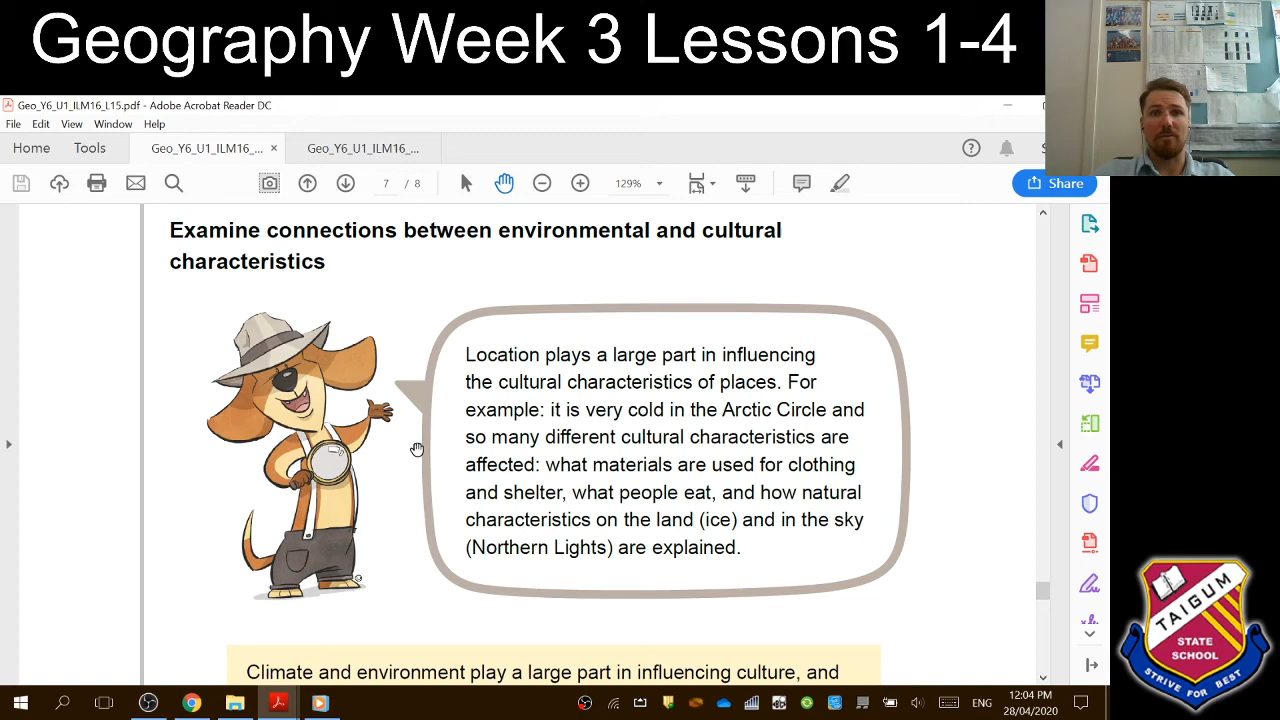 Geography Week 3 Lessons 1-4
Geo_Y6_U1_ILM16_L15.pdf - Adobe Acrobat Reader DC
File Edit View Window Help
Home Tools Geo_Y6_U1_ILM16_... × Geo_Y6_U1_ILM16_...
7 / 8 129% Share
Examine connections between environmental and cultural
characteristics
Location plays a large part in influencing
the cultural characteristics of places. For
example: it is very cold in the Arctic Circle and
so many different cultural characteristics are
affected: what materials are used for clothing
and shelter, what people eat, and how natural
characteristics on the land (ice) and in the sky
(Northern Lights) are explained.
Climate and environment play a large part in influencing culture, and
TAIGUM
STATE
SCHOOL
STRIVE FOR BEST
ENG
12:04 PM
28/04/2020